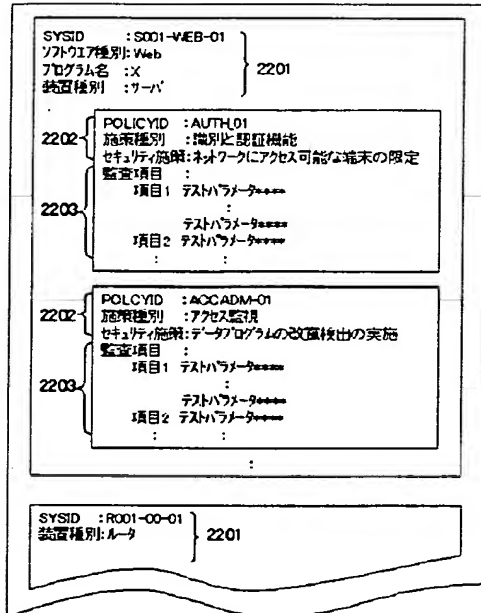 SYSID :S001-WEB-01
ソフトウエア種別:Web
プログラム名 :X
装置種別 :サーバ
2201
POLICYID :AUTH_01
施策種別 :識別と認証機能
2202
セキュリティ施策:ネットワークにアクセス可能な端末の限定
監査項目 :
2203
項目1 テストパラメータ****
:
テストパラメータ****
項目2 テストパラメータ****
: :
POLCYID :ACCADM-01
2202
施策種別 :アクセス監視
セキュリティ施策:データプログラムの改竄検出の実施
監査項目 :
2203
項目1 テストパラメータ****
:
テストパラメータ****
項目2 テストパラメータ****
: :
:
SYSID :R001-00-01
装置種別:ルータ
2201